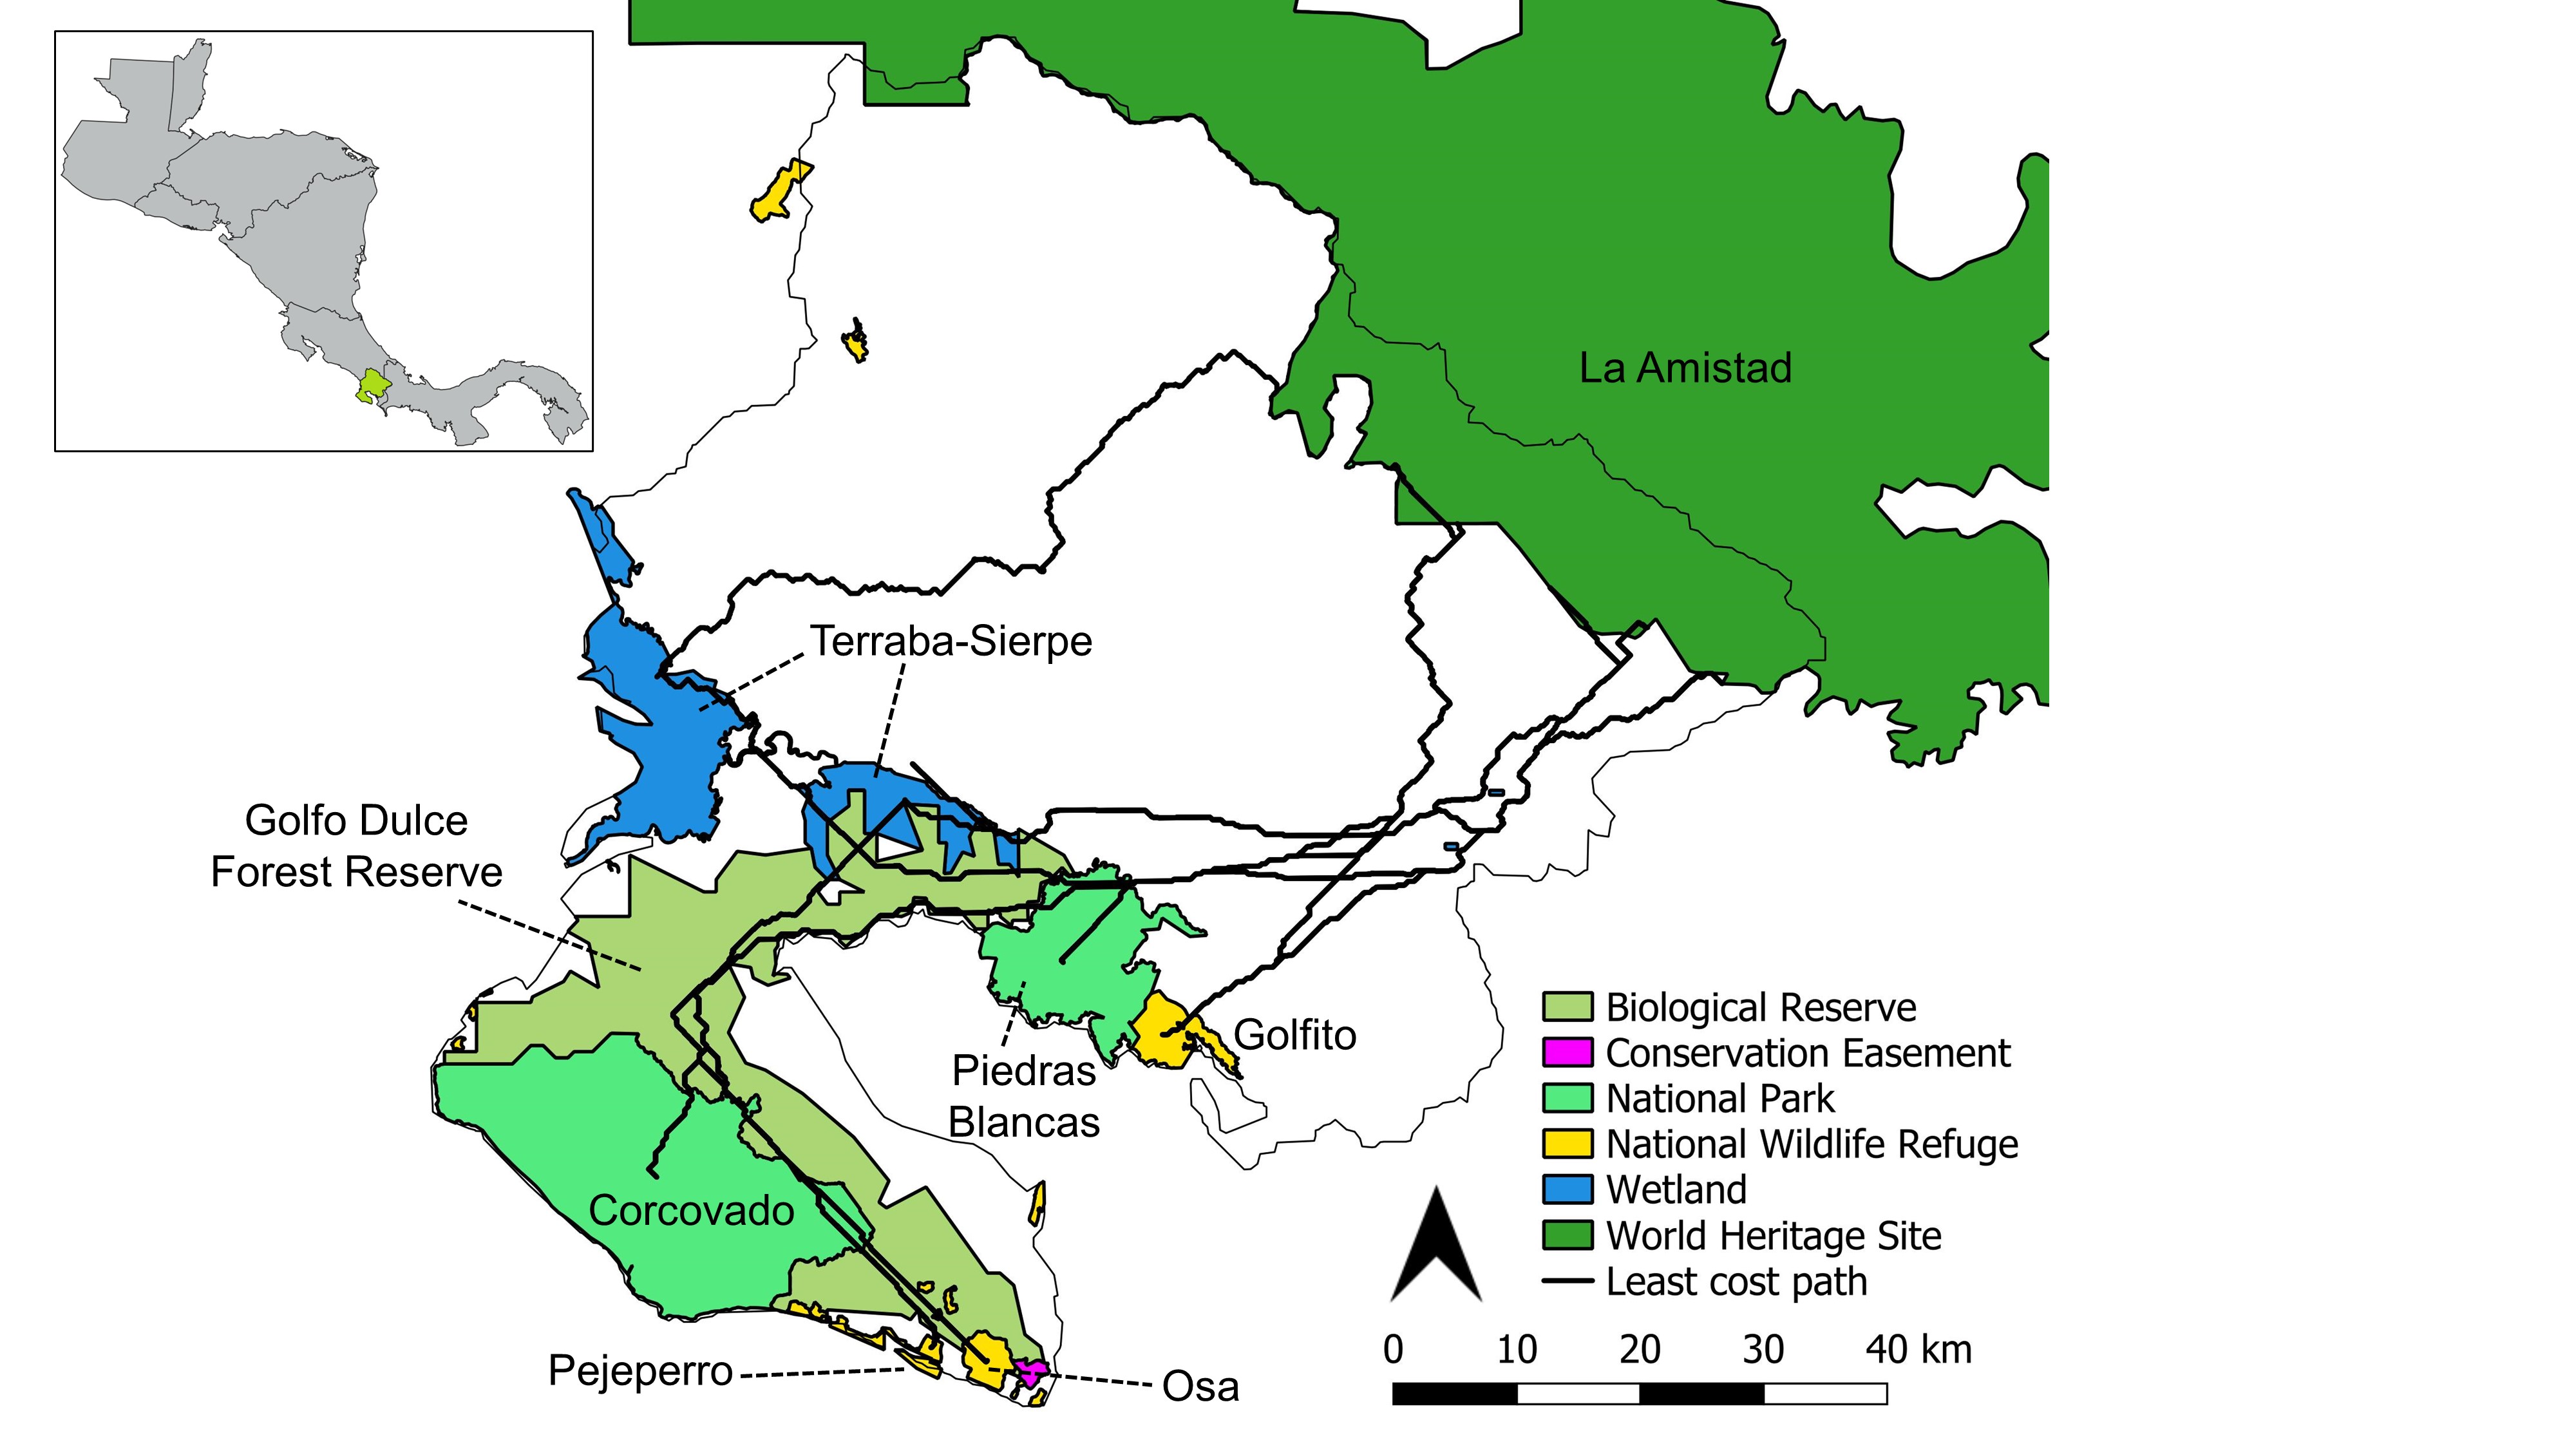 La Amistad
Terraba-Sierpe
Golfo Dulce
Forest Reserve
Golfito
Piedras
Blancas
Corcovado
Pejeperro
Osa
Biological Reserve
Conservation Easement
National Park
National Wildlife Refuge
Wetland
World Heritage Site
Least cost path
0 10 20 30 40 km